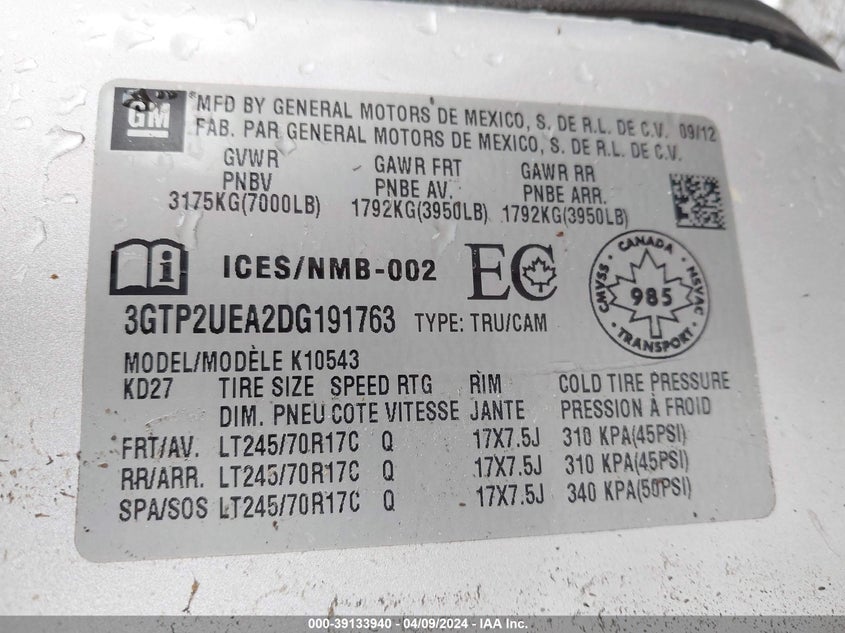 GM
MFD BY GENERAL MOTORS DE MEXICO, S. DE R.L. DE C.V. 09/12
FAB. PAR GENERAL MOTORS DE MEXICO, S. DE R.L. DE C.V.
GVWR GAWR FRT GAWR RR
PNBV PNBE AV. PNBE ARR.
3175KG(7000LB) 1792KG(3950LB) 1792KG(3950LB)
i ICES/NMB-002 EC
CANADA
CMVSS 985 NSVAC
TRANSPORT
3GTP2UEA2DG191763 TYPE: TRU/CAM
MODEL/MODÈLE K10543
KD27 TIRE SIZE SPEED RTG RIM COLD TIRE PRESSURE
DIM. PNEU COTE VITESSE JANTE PRESSION À FROID
FRT/AV. LT245/70R17C Q 17X7.5J 310 KPA(45PSI)
RR/ARR. LT245/70R17C Q 17X7.5J 310 KPA(45PSI)
SPA/SOS LT245/70R17C Q 17X7.5J 340 KPA(50PSI)
000-39133940 - 04/09/2024 - IAA Inc.